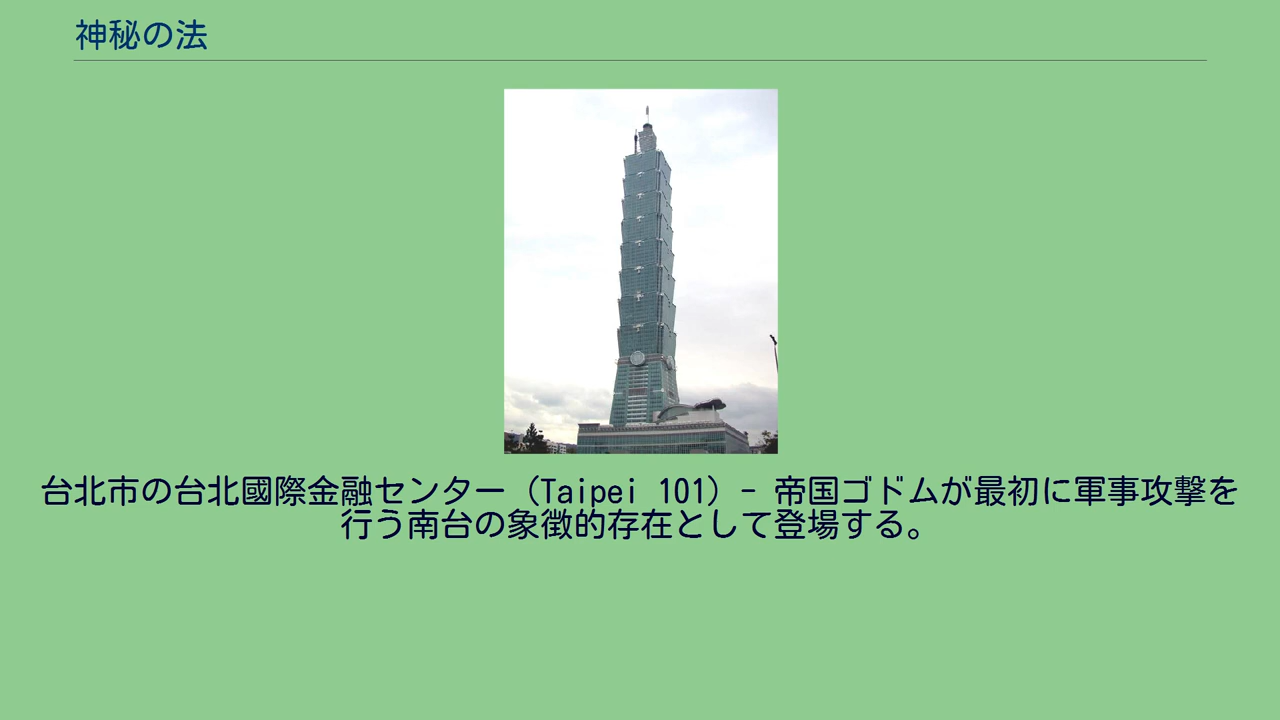 神秘の法
台北市の台北國際金融センター（Taipei 101）- 帝国ゴドムが最初に軍事攻撃を
行う南台の象徴的存在として登場する。